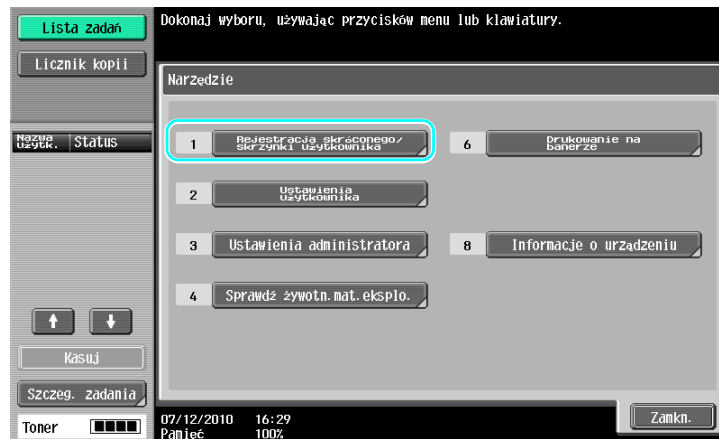 Lista zadań
Dokonaj wyboru, używając przycisków menu lub klawiatury.
Licznik kopii
Narzędzie
Nazwa użytk.
Status
1
Rejestracja skróconego/
skrzynki użytkownika
6
Drukowanie na
banerze
2
Ustawienia
użytkownika
3
Ustawienia administratora
8
Informacje o urządzeniu
4
Sprawdź żywotn.mat.eksplo.
Kasuj
Szczeg. zadania
Toner
07/12/2010 16:29
Pamięć 100%
Zamkn.